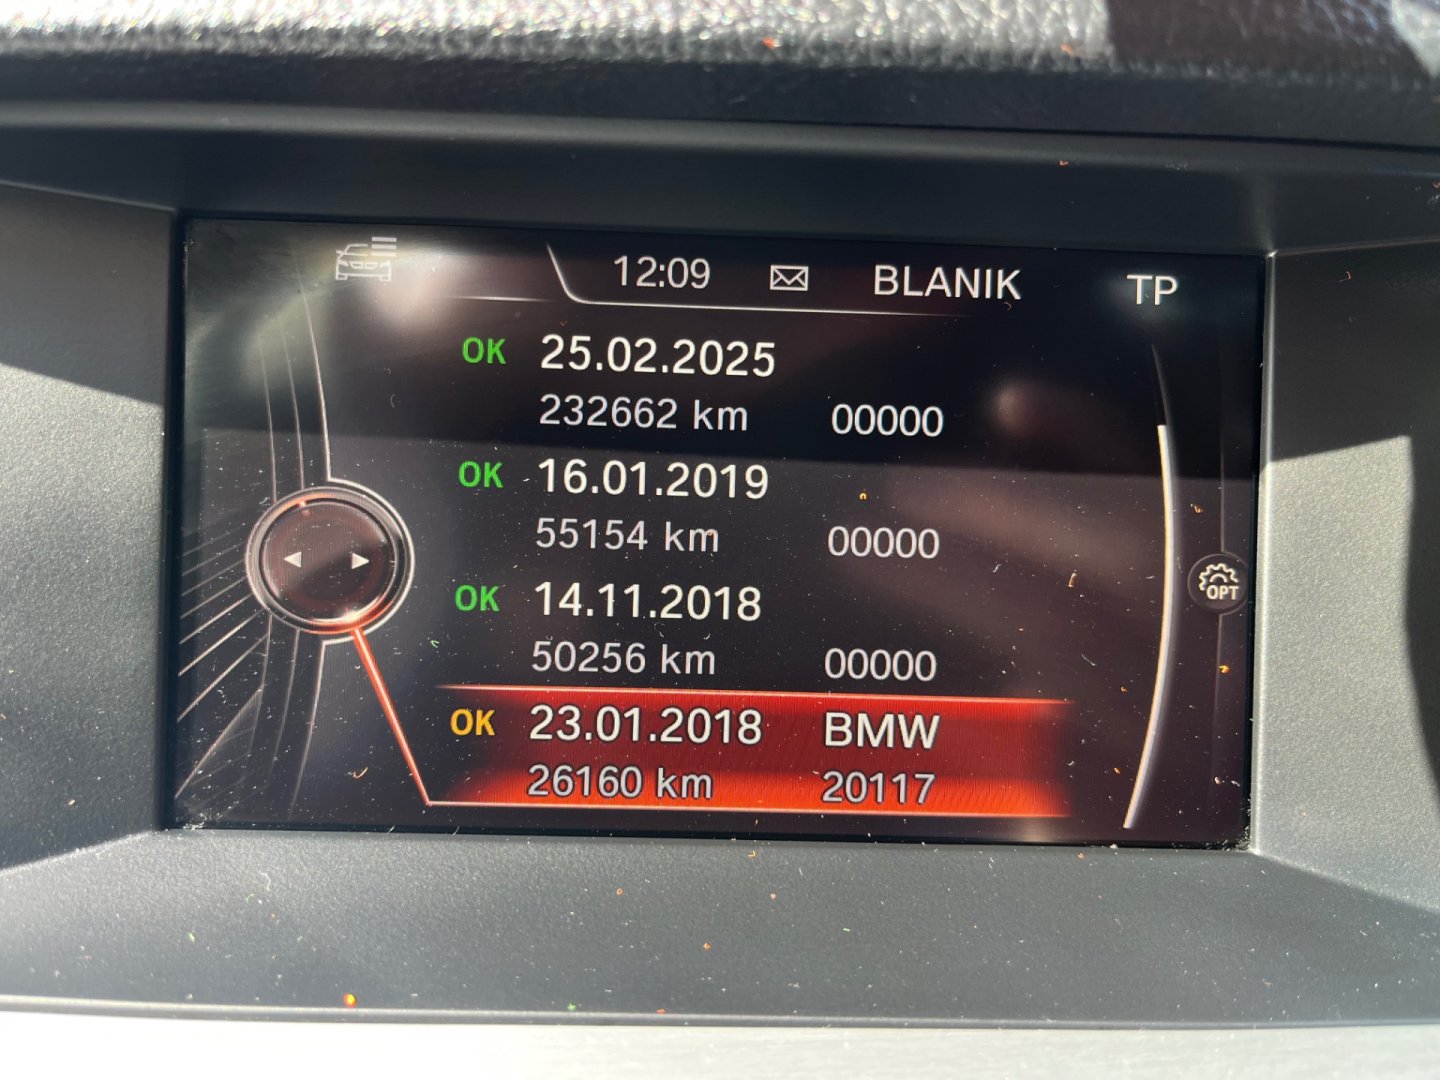 12:09 BLANIK TP
OK 25.02.2025
232662 km 00000
OK 16.01.2019
55154 km 00000
OPT
OK 14.11.2018
50256 km 00000
OK 23.01.2018 BMW
26160 km 20117